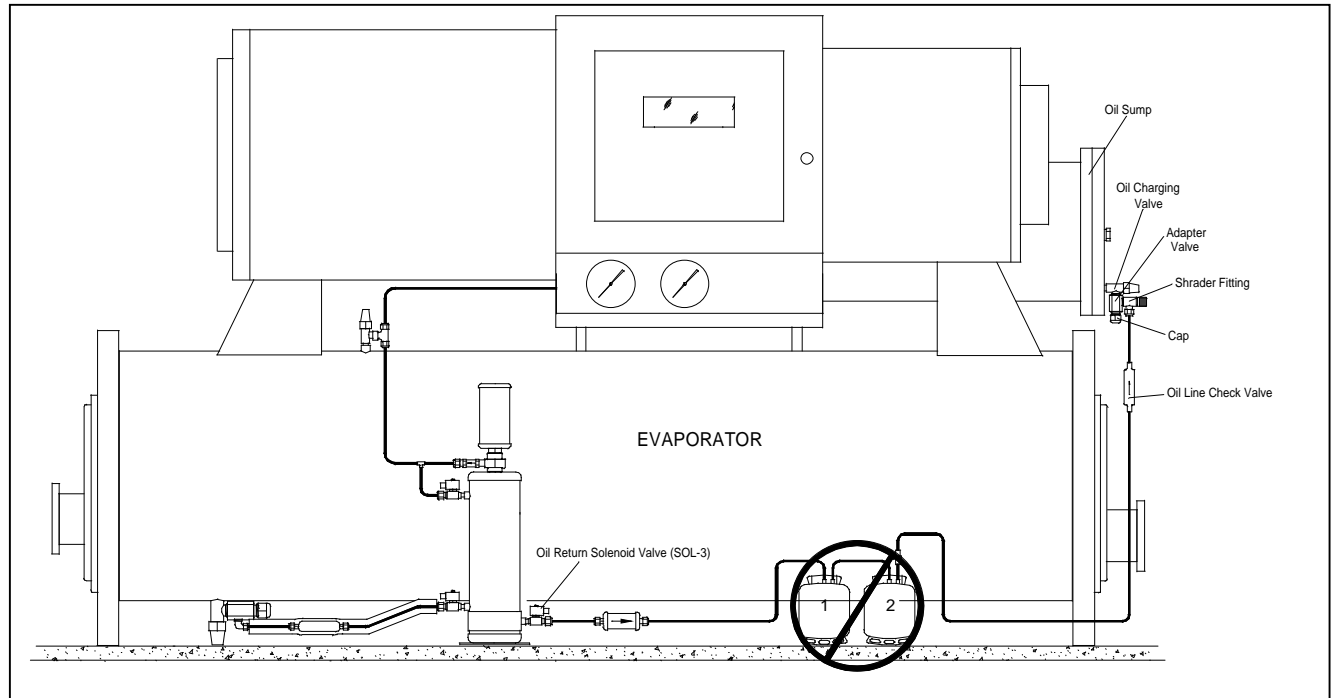 Oil Sump
Oil Charging
Valve
Adapter
Valve
Shrader Fitting
Cap
Oil Line Check Valve
EVAPORATOR
Oil Return Solenoid Valve (SOL-3)
1
2